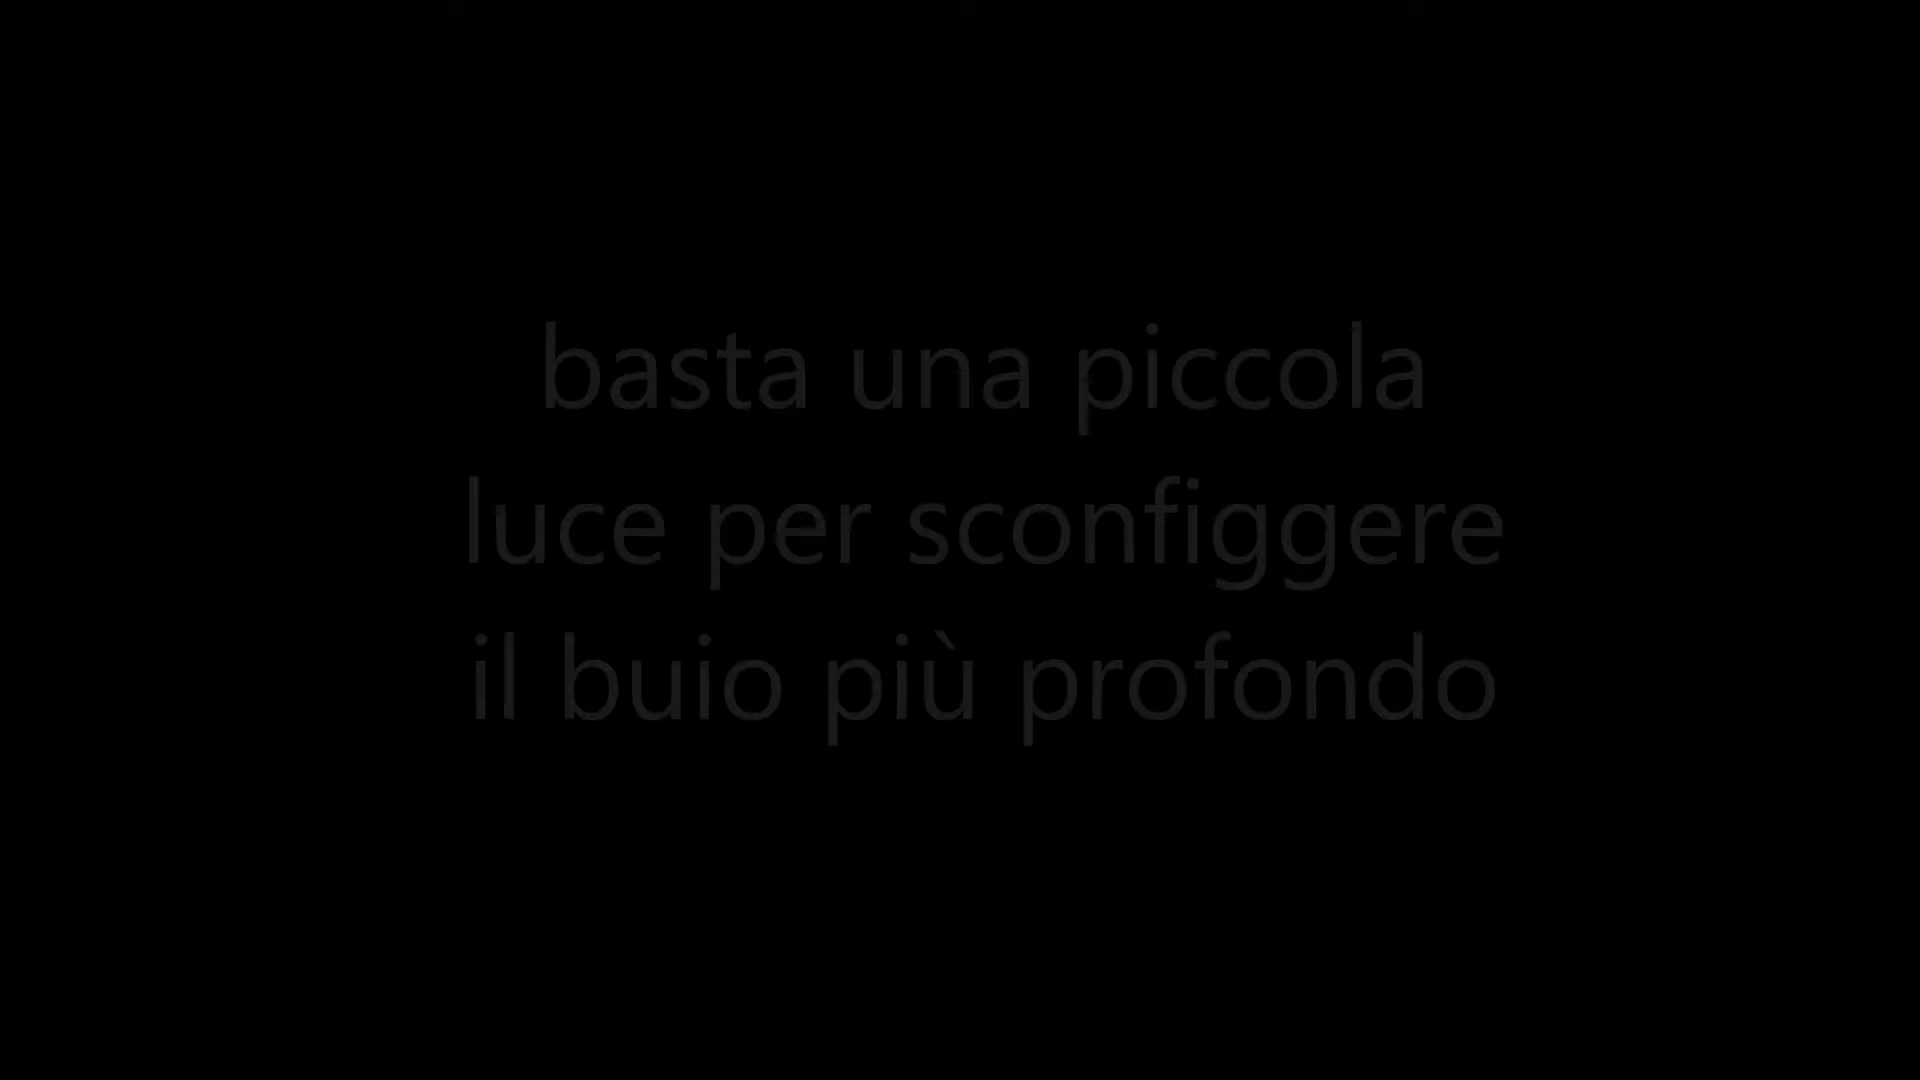 basta una piccola
luce per sconfiggere
il buio più profondo